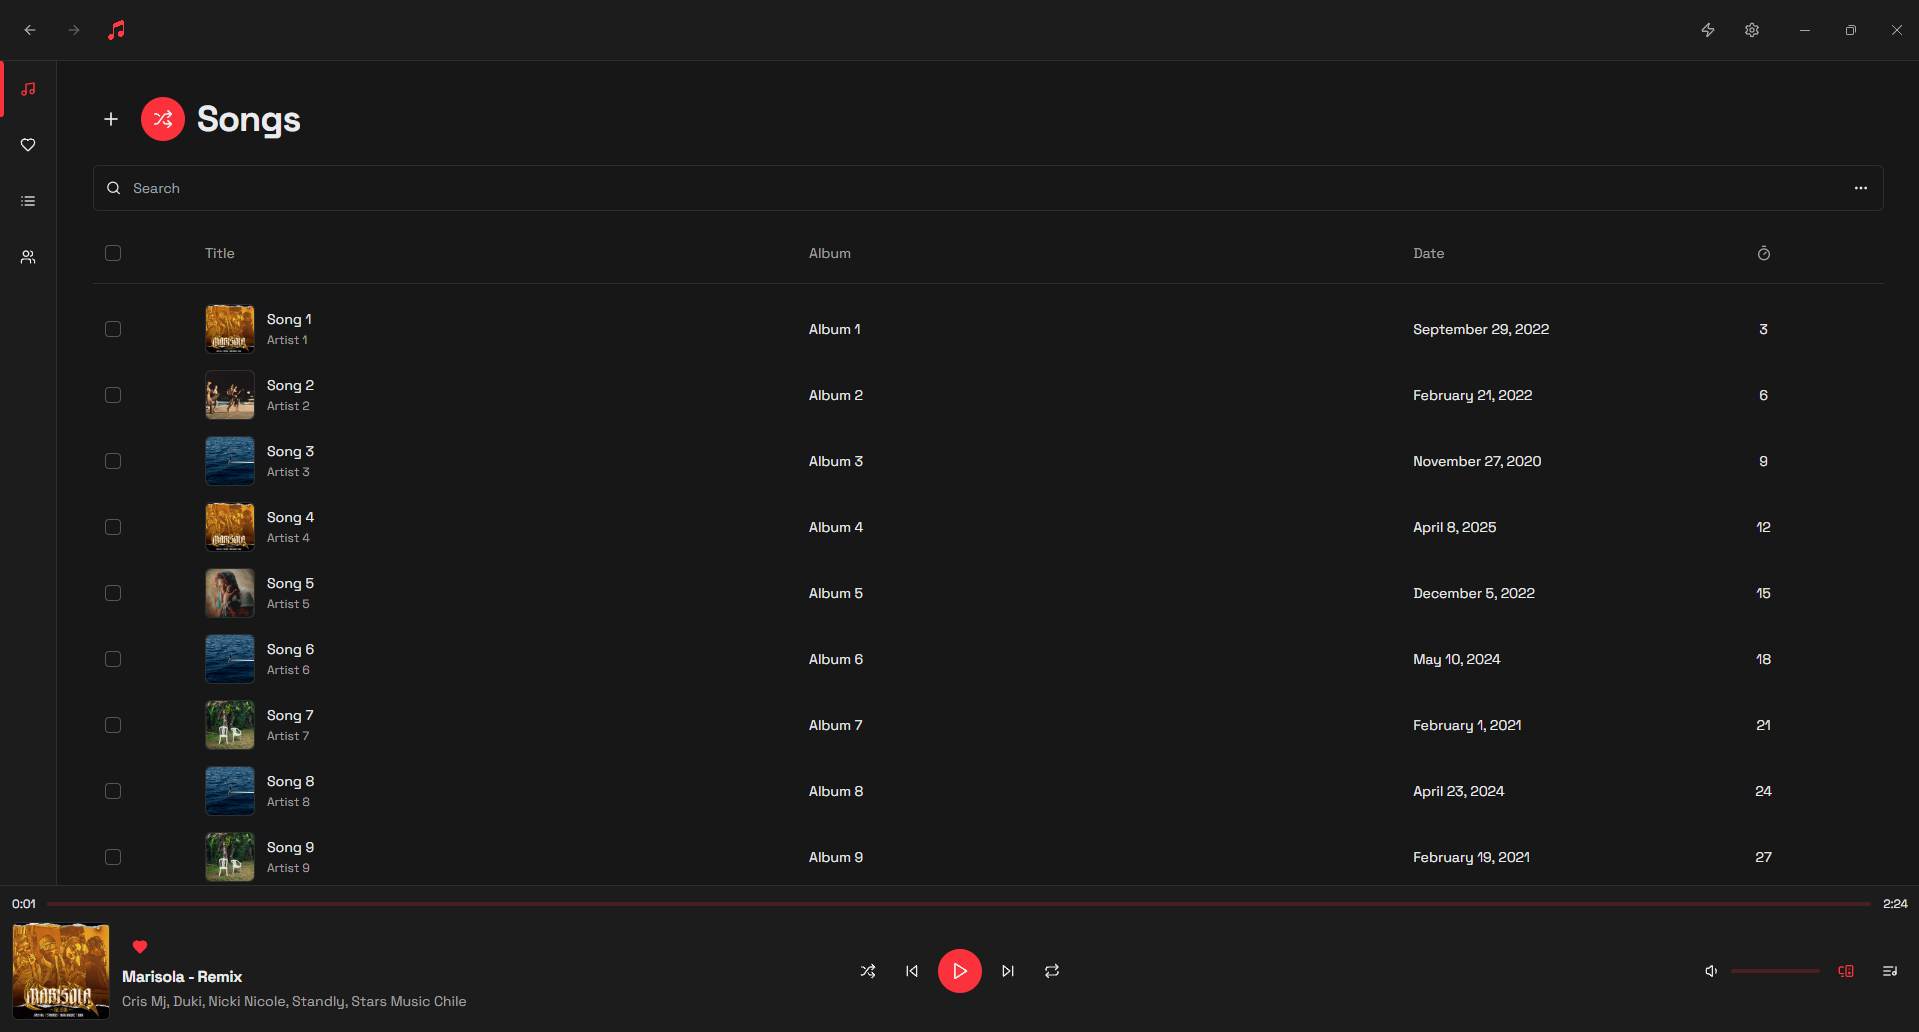 Songs
Search
Title Album Date
Song 1
Artist 1
Album 1 September 29, 2022 3
Song 2
Artist 2
Album 2 February 21, 2022 6
Song 3
Artist 3
Album 3 November 27, 2020 9
MARISOLA
Song 4
Artist 4
Album 4 April 8, 2025 12
Song 5
Artist 5
Album 5 December 5, 2022 15
Song 6
Artist 6
Album 6 May 10, 2024 18
Song 7
Artist 7
Album 7 February 1, 2021 21
Song 8
Artist 8
Album 8 April 23, 2024 24
Song 9
Artist 9
Album 9 February 19, 2021 27
0:01 2:24
MARISOLA
Marisola - Remix
Cris Mj, Duki, Nicki Nicole, Standly, Stars Music Chile